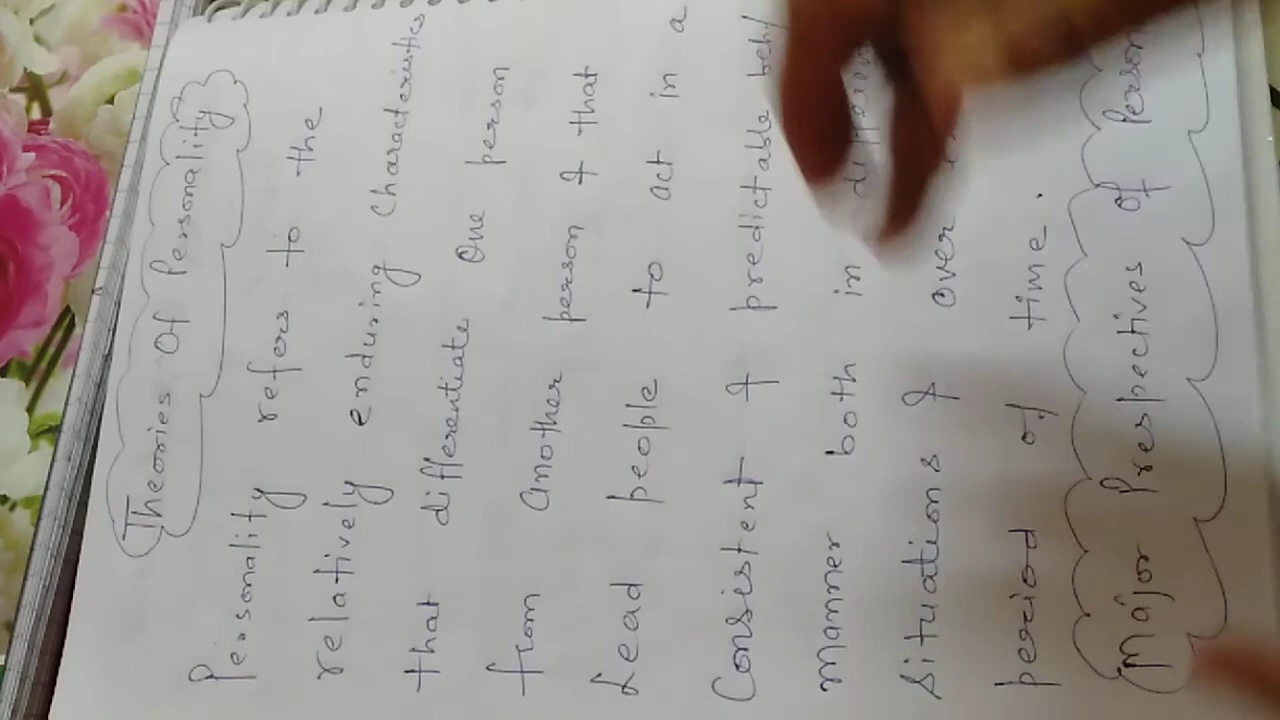 Theories Of Personality
Personality refers to the
relatively enduring characteristics
that differentiate One person
from another person & that
Lead people to act in a
Consistent & predictable
manner both in
Situations & over
period of time.
Major Prespectives of